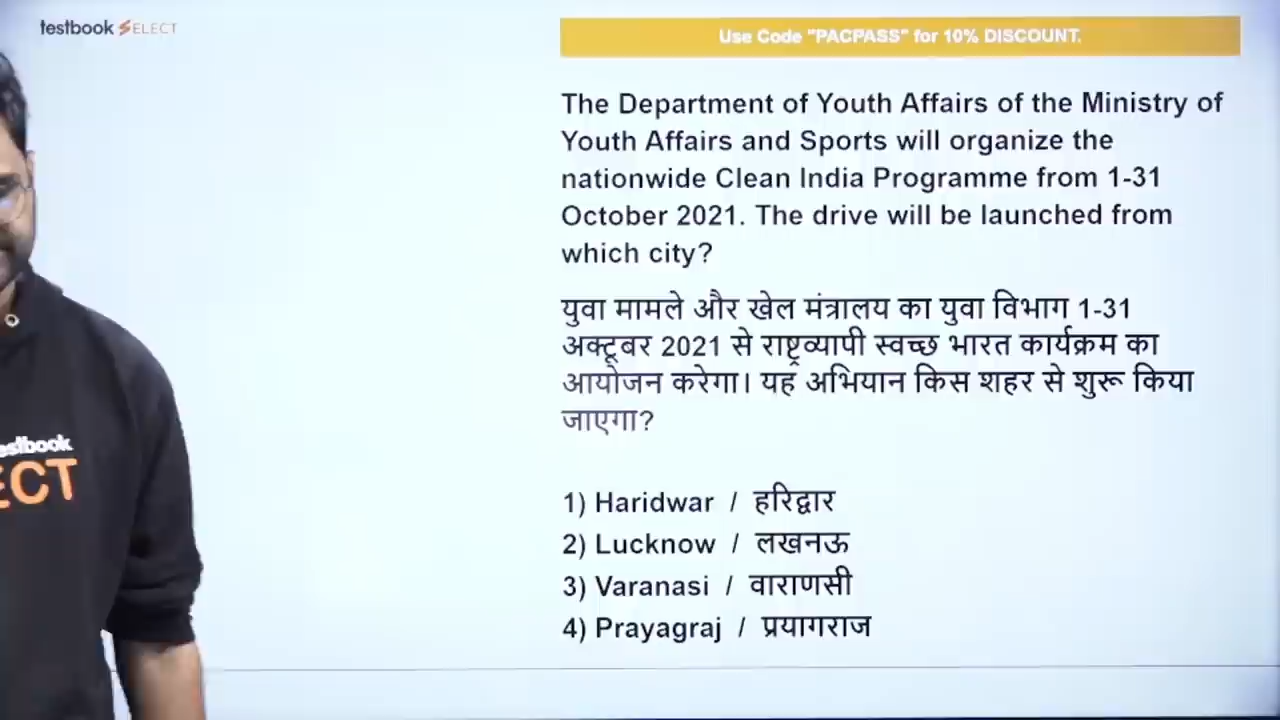 testbook SELECT
Use Code "PACPASS" for 10% DISCOUNT.
The Department of Youth Affairs of the Ministry of
Youth Affairs and Sports will organize the
nationwide Clean India Programme from 1-31
October 2021. The drive will be launched from
which city?
युवा मामले और खेल मंत्रालय का युवा विभाग 1-31
अक्टूबर 2021 से राष्ट्रव्यापी स्वच्छ भारत कार्यक्रम का
आयोजन करेगा। यह अभियान किस शहर से शुरू किया
जाएगा?
1) Haridwar / हरिद्वार
2) Lucknow / लखनऊ
3) Varanasi / वाराणसी
4) Prayagraj / प्रयागराज
estbook
ECT